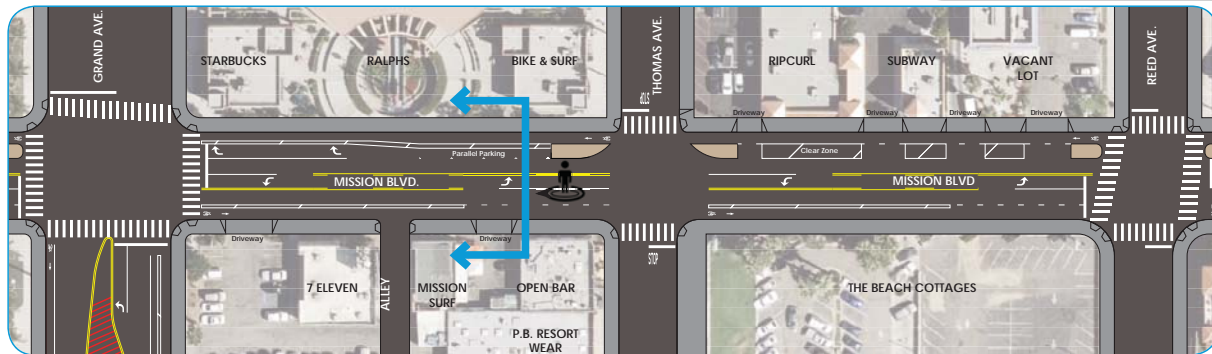 GRAND AVE.
STARBUCKS
RALPHS
BIKE & SURF
THOMAS AVE.
RIPCURL
SUBWAY
VACANT
LOT
REED AVE.
STOP
Driveway
Driveway
Driveway
Driveway
Parallel Parking
Clear Zone
MISSION BLVD.
MISSION BLVD
Driveway
Driveway
STOP
7 ELEVEN
ALLEY
MISSION
SURF
OPEN BAR
P.B. RESORT
WEAR
THE BEACH COTTAGES